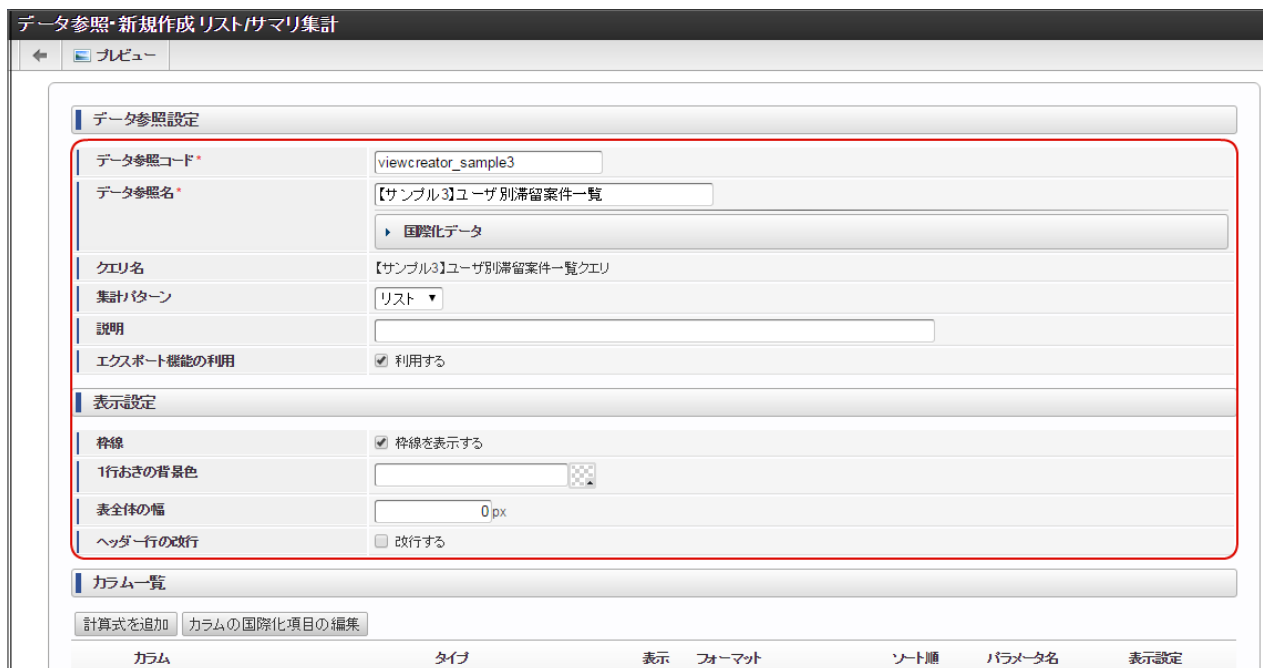 データ参照・新規作成 リスト/サマリ集計
プレビュー
データ参照設定
データ参照コード* viewcreator_sample3
データ参照名* 【サンプル3】ユーザ別滞留案件一覧
国際化データ
クエリ名 【サンプル3】ユーザ別滞留案件一覧クエリ
集計パターン リスト
説明
エクスポート機能の利用 利用する
表示設定
枠線 枠線を表示する
1行おきの背景色
表全体の幅 0px
ヘッダー行の改行 改行する
カラム一覧
計算式を追加 カラムの国際化項目の編集
カラム タイプ 表示 フォーマット ソート順 パラメータ名 表示設定